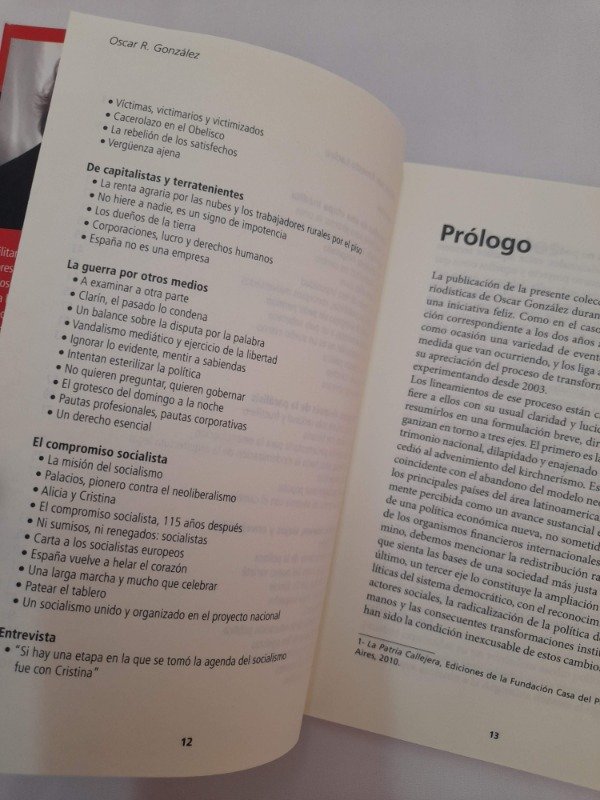 Oscar R. González
• Víctimas, victimarios y victimizados
• Cacerolazo en el Obelisco
• La rebelión de los satisfechos
• Vergüenza ajena
De capitalistas y terratenientes
• La renta agraria por las nubes y los trabajadores rurales por el piso
• No hiere a nadie, es un signo de impotencia
• Los dueños de la tierra
• Corporaciones, lucro y derechos humanos
• España no es una empresa
La guerra por otros medios
• A examinar a otra parte
• Clarín, el pasado lo condena
• Un balance sobre la disputa por la palabra
• Vandalismo mediático y ejercicio de la libertad
• Ignorar lo evidente, mentir a sabiendas
• Intentan esterilizar la política
• No quieren preguntar, quieren gobernar
• El grotesco del domingo a la noche
• Pautas profesionales, pautas corporativas
• Un derecho esencial
El compromiso socialista
• La misión del socialismo
• Palacios, pionero contra el neoliberalismo
• Alicia y Cristina
• El compromiso socialista, 115 años después
• Ni sumisos, ni renegados: socialistas
• Carta a los socialistas europeos
• España vuelve a helar el corazón
• Una larga marcha y mucho que celebrar
• Patear el tablero
• Un socialismo unido y organizado en el proyecto nacional
Entrevista
• “Si hay una etapa en la que se tomó la agenda del socialismo
fue con Cristina”
12
Prólogo
La publicación de la presente colec
riodísticas de Oscar González duran
una iniciativa feliz. Como en el caso
ción correspondiente a los dos años a
como ocasión una variedad de event
medida que van ocurriendo, y los liga a
su apreciación del proceso de transform
experimentando desde 2003.
Los lineamientos de ese proceso están c
fiere a ellos con su usual claridad y luci
resumirlos en una formulación breve, dir
ganizan en torno a tres ejes. El primero es la
trimonio nacional, dilapidado y enajenado
cedió al advenimiento del kirchnerismo. Es
coincidente con el abandono del modelo neo
los principales países del área latinoamerica
mente percibida como un avance sustancial e
de una política económica nueva, no sometid
de los organismos financieros internacionales
mino, debemos mencionar la redistribución ra
que sienta las bases de una sociedad más justa
último, un tercer eje lo constituye la ampliación
líticas del sistema democrático, con el reconocim
actores sociales, la radicalización de la política d
manos y las consecuentes transformaciones instit
han sido la condición inexcusable de estos cambio
1- La Patria Callejera, Ediciones de la Fundación Casa del P
Aires, 2010.
13